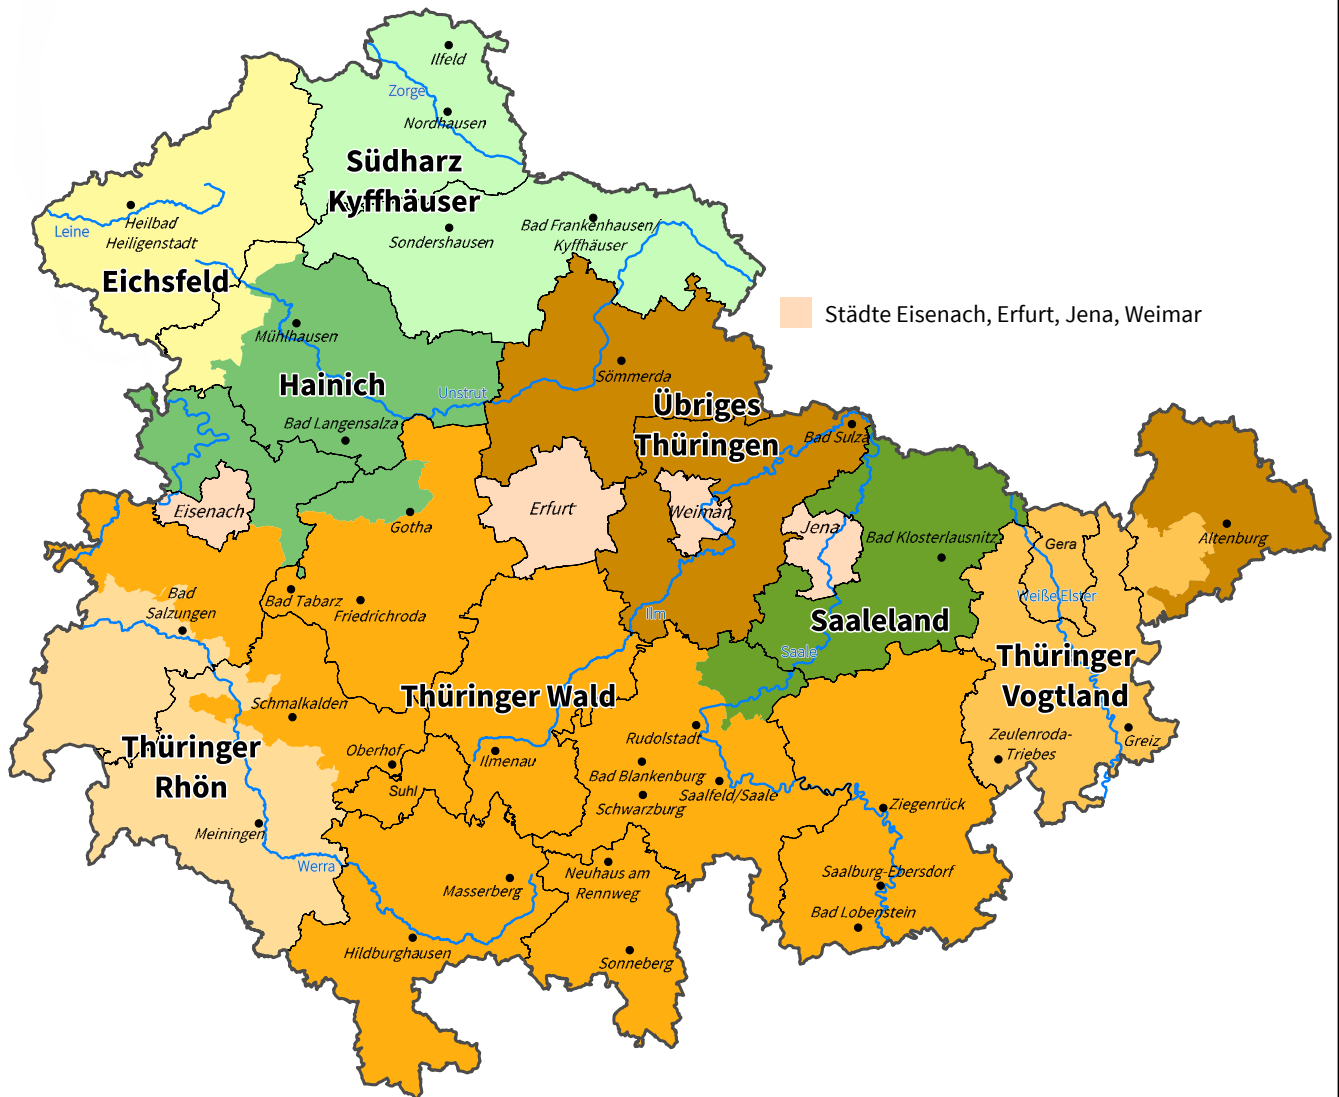 Ilfeld
Zorge
Nordhausen
Südharz
Kyffhäuser
Leine
Heilbad
Heiligenstadt
Sondershausen
Bad Frankenhausen/
Kyffhäuser
Eichsfeld
Städte Eisenach, Erfurt, Jena, Weimar
Mühlhausen
Hainich
Unstrut
Sömmerda
Übriges
Thüringen
Bad Langensalza
Bad Sulza
Eisenach
Gotha
Erfurt
Weimar
Jena
Bad Klosterlausnitz
Gera
Altenburg
Bad
Salzungen
Bad Tabarz
Friedrichroda
Ilm
Weiße Elster
Saaleland
Saale
Thüringer
Vogtland
Thüringer Wald
Schmalkalden
Thüringer
Rhön
Oberhof
Suhl
Ilmenau
Rudolstadt
Bad Blankenburg
Schwarzburg
Saalfeld/Saale
Zeulenroda-
Triebes
Greiz
Ziegenrück
Meiningen
Werra
Masserberg
Neuhaus am
Rennweg
Saalburg-Ebersdorf
Bad Lobenstein
Hildburghausen
Sonneberg